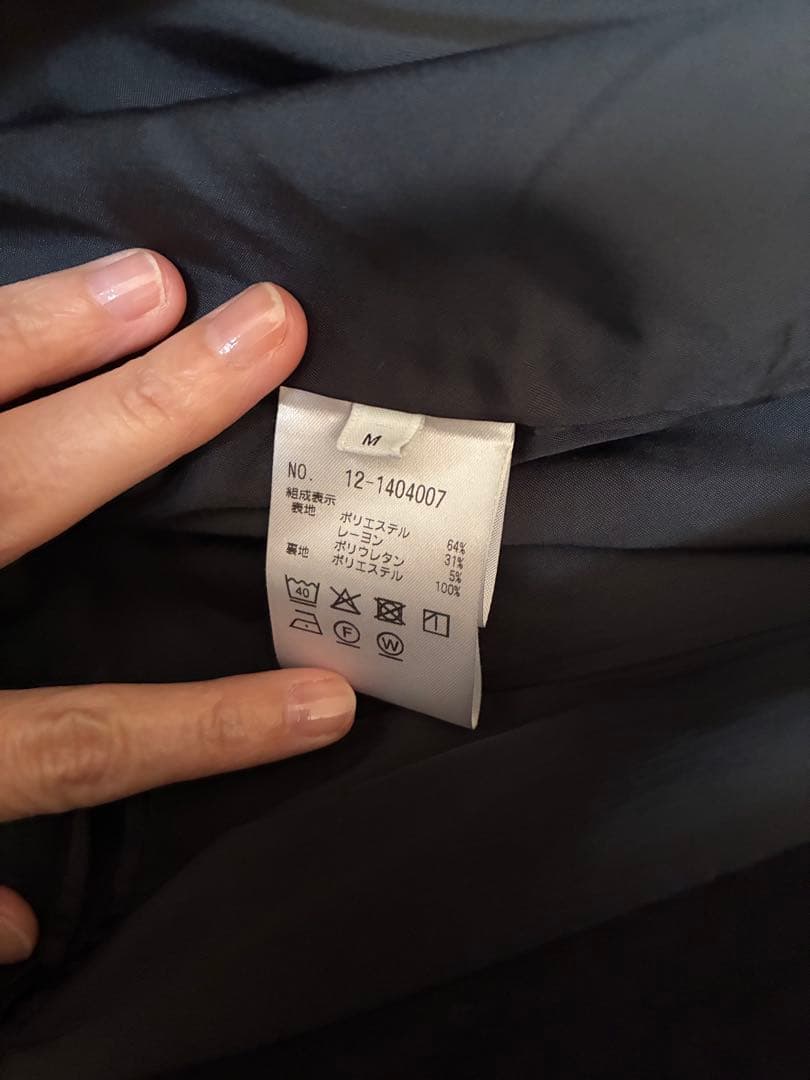 M
NO. 12-1404007
組成表示
表地 ポリエステル 64%
レーヨン 31%
ポリウレタン 5%
裏地 ポリエステル 100%
40
F W